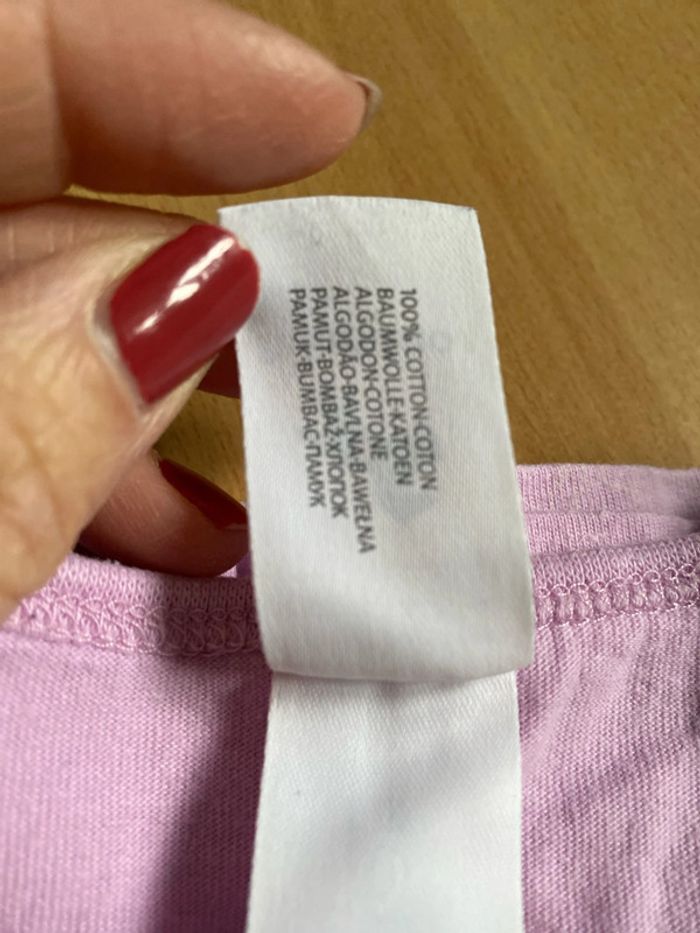 100% COTTON-COTON
BAUMWOLLE-KATOEN
ALGODON-COTONE
ALGODÃO-BAVLNA-BAWEŁNA
PAMUT-BOMBAŽ-ХЛОПОК
PAMUK-BUMBAC-ПАМУК